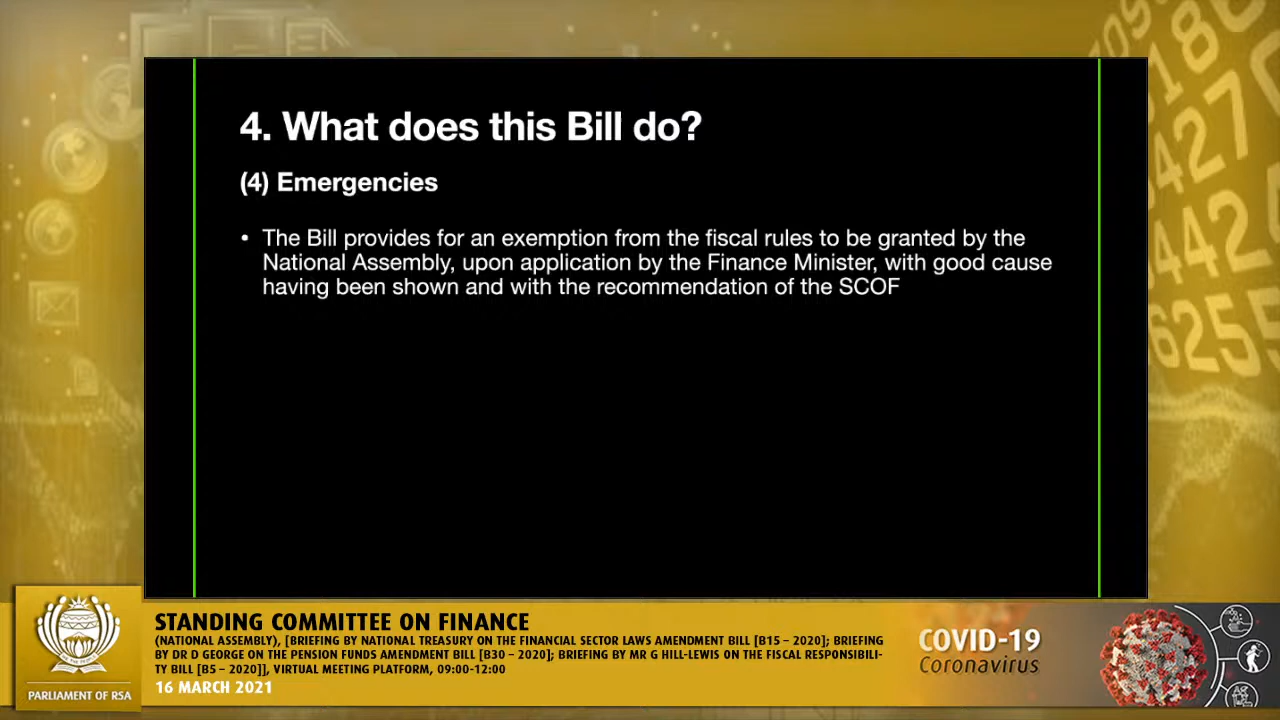 4. What does this Bill do?
(4) Emergencies
• The Bill provides for an exemption from the fiscal rules to be granted by the
National Assembly, upon application by the Finance Minister, with good cause
having been shown and with the recommendation of the SCOF
STANDING COMMITTEE ON FINANCE
(NATIONAL ASSEMBLY), [BRIEFING BY NATIONAL TREASURY ON THE FINANCIAL SECTOR LAWS AMENDMENT BILL [B15 – 2020]; BRIEFING
BY DR D GEORGE ON THE PENSION FUNDS AMENDMENT BILL [B30 – 2020]; BRIEFING BY MR G HILL-LEWIS ON THE FISCAL RESPONSIBILI-
TY BILL [B5 – 2020]], VIRTUAL MEETING PLATFORM, 09:00-12:00
16 MARCH 2021
PARLIAMENT OF RSA
COVID-19
Coronavirus